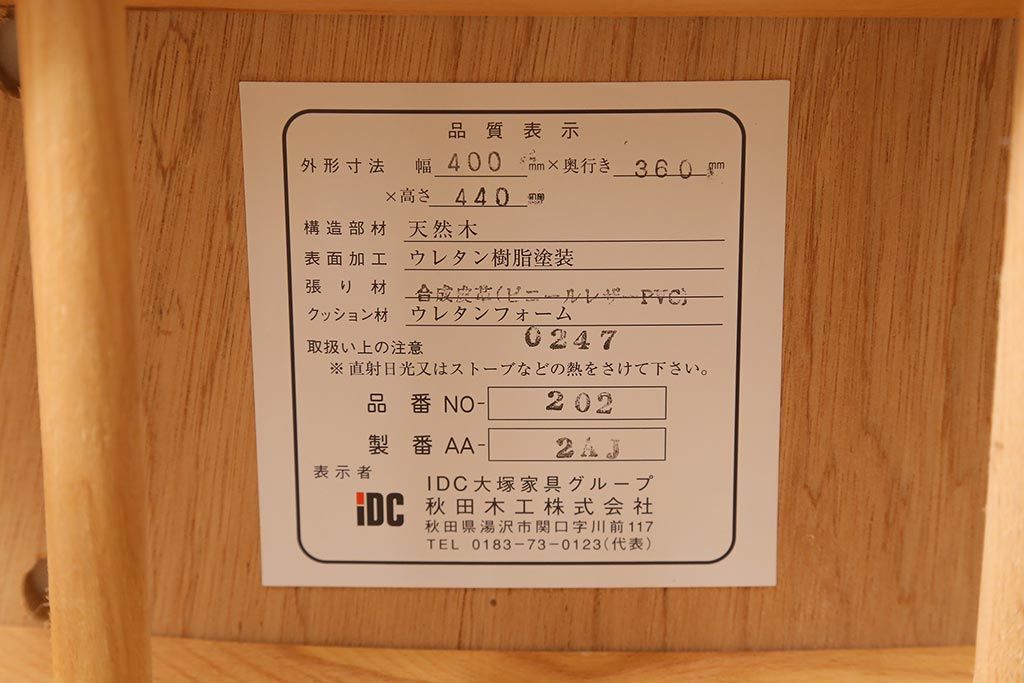 品質表示
外形寸法 幅 400 mm×奥行き 360 mm
×高さ 440 mm
構造部材 天然木
表面加工 ウレタン樹脂塗装
張り材 合成皮革(ビニールレザーPVC)
クッション材 ウレタンフォーム
0247
取扱い上の注意
※直射日光又はストーブなどの熱をさけて下さい。
品番 NO- 202
製番 AA- 2AJ
表示者
iDC
IDC大塚家具グループ
秋田木工株式会社
秋田県湯沢市関口字川前117
TEL 0183-73-0123(代表)